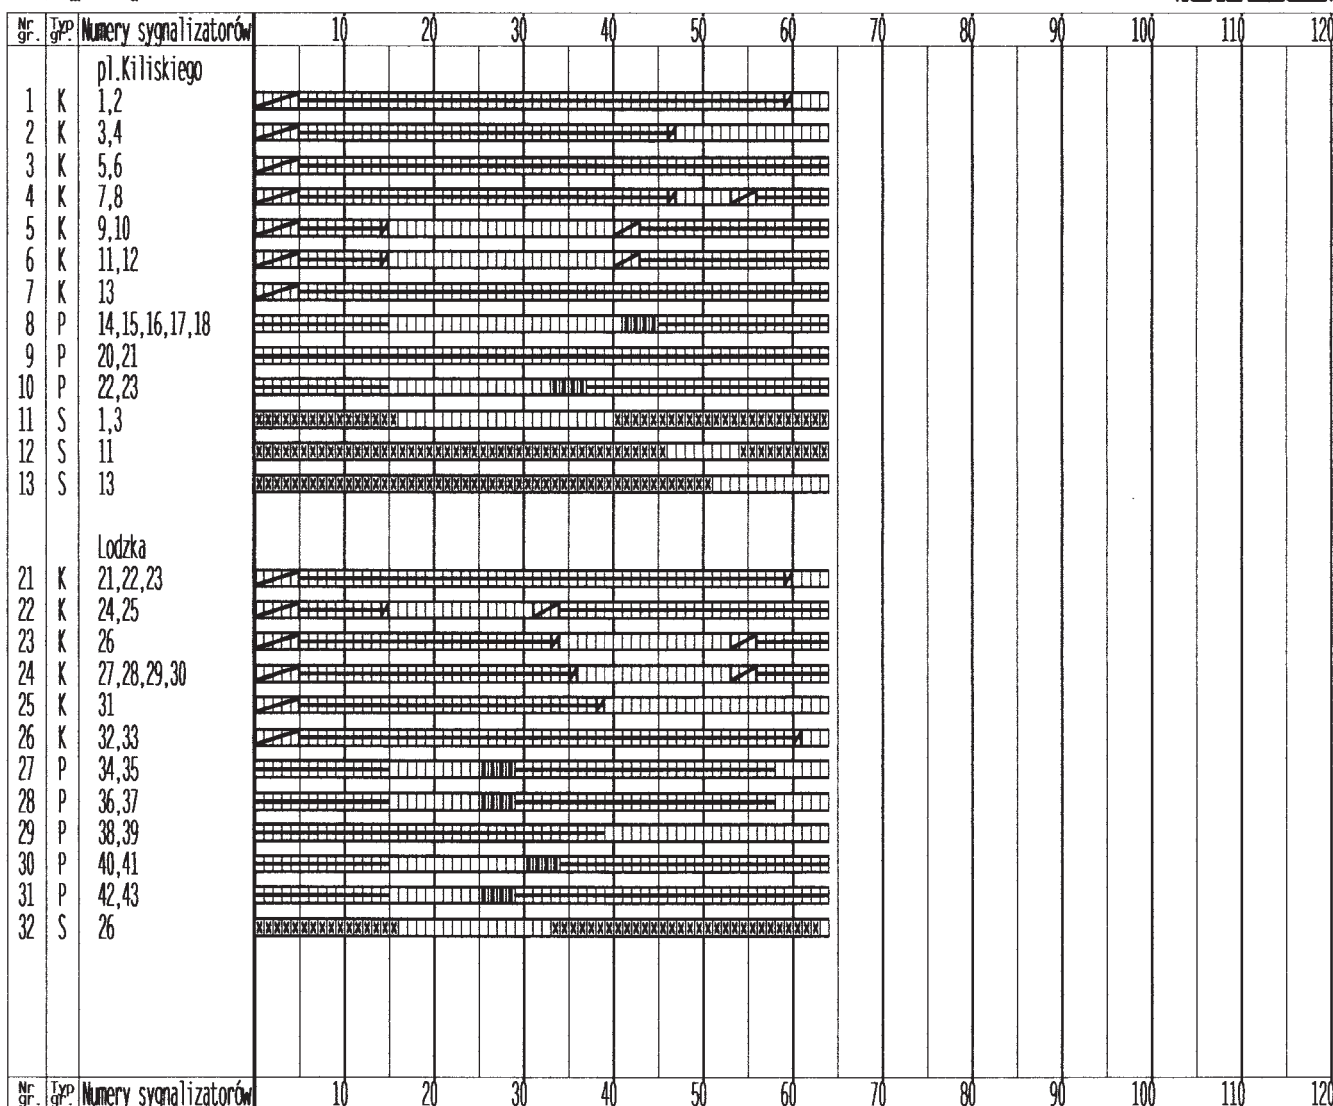 Nr gr. Typ gr. Numery sygnalizatorów 10 20 30 40 50 60 70 80 90 100 110 120
pl.Kiliskiego
1 K 1,2
2 K 3,4
3 K 5,6
4 K 7,8
5 K 9,10
6 K 11,12
7 K 13
8 P 14,15,16,17,18
9 P 20,21
10 P 22,23
11 S 1,3
12 S 11
13 S 13
Lodzka
21 K 21,22,23
22 K 24,25
23 K 26
24 K 27,28,29,30
25 K 31
26 K 32,33
27 P 34,35
28 P 36,37
29 P 38,39
30 P 40,41
31 P 42,43
32 S 26
Nr gr. Typ gr. Numery sygnalizatorów 10 20 30 40 50 60 70 80 90 100 110 120